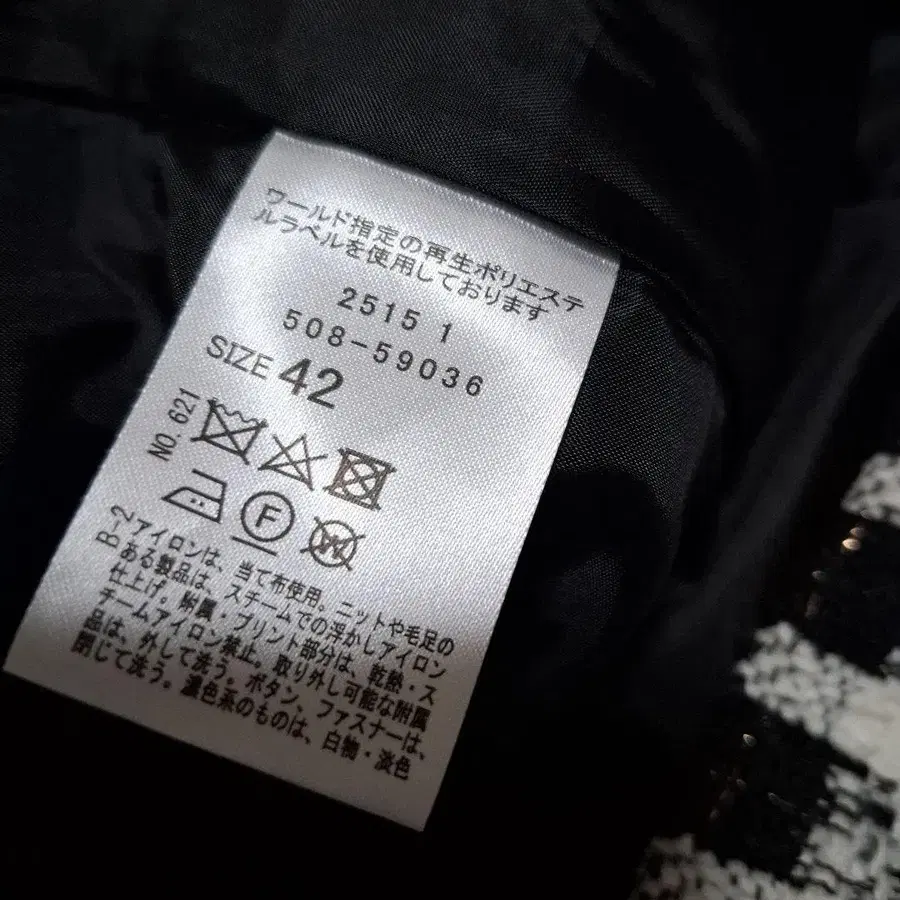 ワールド指定の再生ポリエステ
ルラベルを使用しております
2515 1
508-59036
SIZE 42
NO. 621
F
W
B-2
アイロンは、当て布使用。ニットや毛足の
ある製品は、スチームでの浮かしアイロン
仕上げ。附属・プリント部分は、乾熱・ス
チームアイロン禁止。取り外し可能な附属
品は、外して洗う。ボタン、ファスナーは、
閉じて洗う。濃色系のものは、白物・淡色